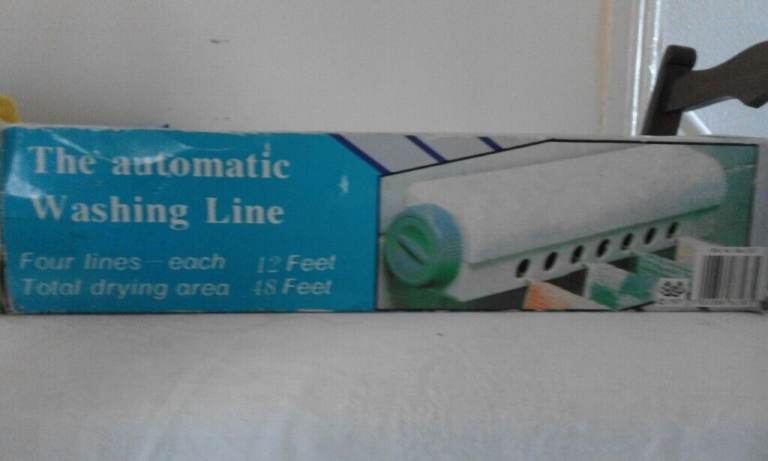 The automatic
Washing Line
Four lines - each 12 Feet
Total drying area 48 Feet